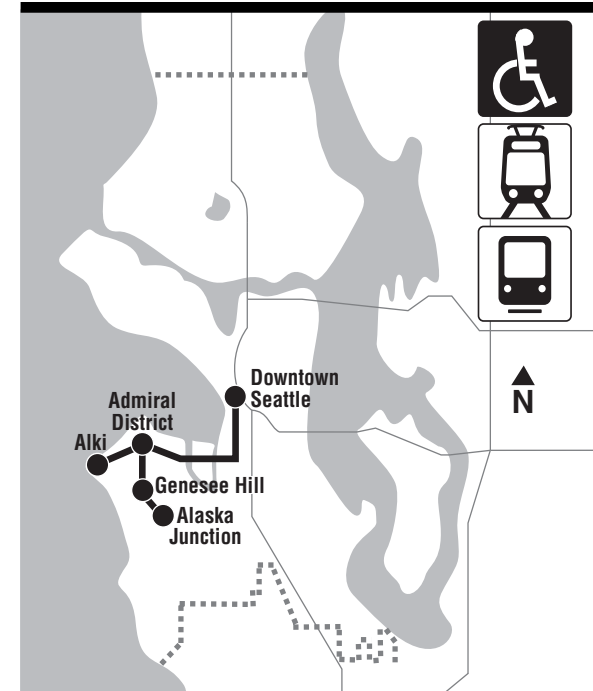 Downtown
Seattle
N
Admiral
District
Alki
Genesee Hill
Alaska
Junction